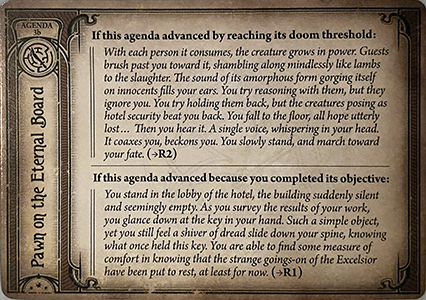 AGENDA
3b
Pawn on the Eternal Board
If this agenda advanced by reaching its doom threshold:
With each person it consumes, the creature grows in power. Guests
brush past you toward it, shambling along mindlessly like lambs
to the slaughter. The sound of its amorphous form gorging itself
on innocents fills your ears. You try reasoning with them, but they
ignore you. You try holding them back, but the creatures posing as
hotel security beat you back. You fall to the floor, all hope utterly
lost… Then you hear it. A single voice, whispering in your head.
It coaxes you, beckons you. You slowly stand, and march toward
your fate. (→R2)
If this agenda advanced because you completed its objective:
You stand in the lobby of the hotel, the building suddenly silent
and seemingly empty. As you survey the results of your work,
you glance down at the key in your hand. Such a simple object,
yet you still feel a shiver of dread slide down your spine, knowing
what once held this key. You are able to find some measure of
comfort in knowing that the strange goings-on of the Excelsior
have been put to rest, at least for now. (→R1)